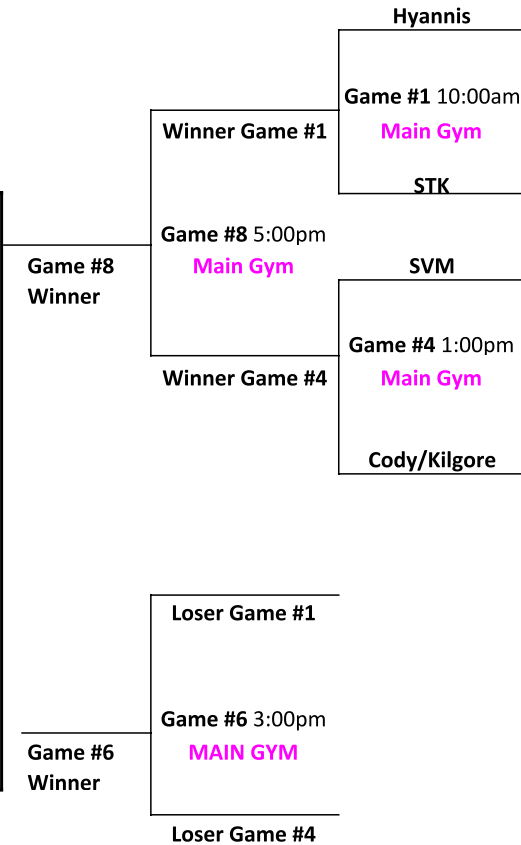 Hyannis
Game #1 10:00am
Winner Game #1
Main Gym
STK
Game #8 5:00pm
Game #8
Winner
Main Gym
SVM
Game #4 1:00pm
Winner Game #4
Main Gym
Cody/Kilgore
Loser Game #1
Game #6 3:00pm
Game #6
Winner
MAIN GYM
Loser Game #4